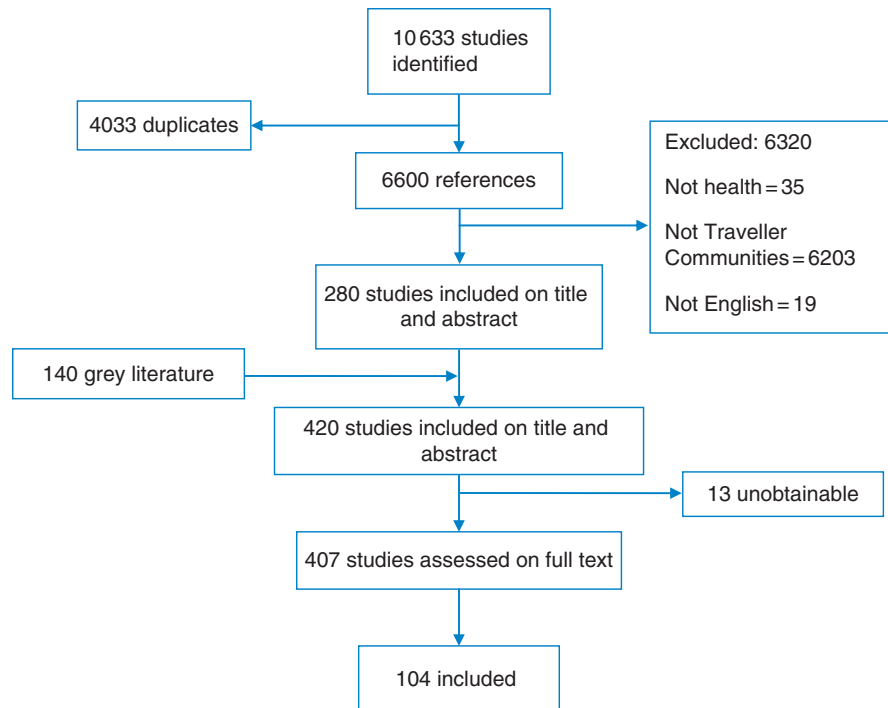 10 633 studies
identified
4033 duplicates
6600 references
Excluded: 6320
Not health = 35
Not Traveller
Communities = 6203
Not English = 19
280 studies included on title
and abstract
140 grey literature
420 studies included on title and
abstract
13 unobtainable
407 studies assessed on full text
104 included